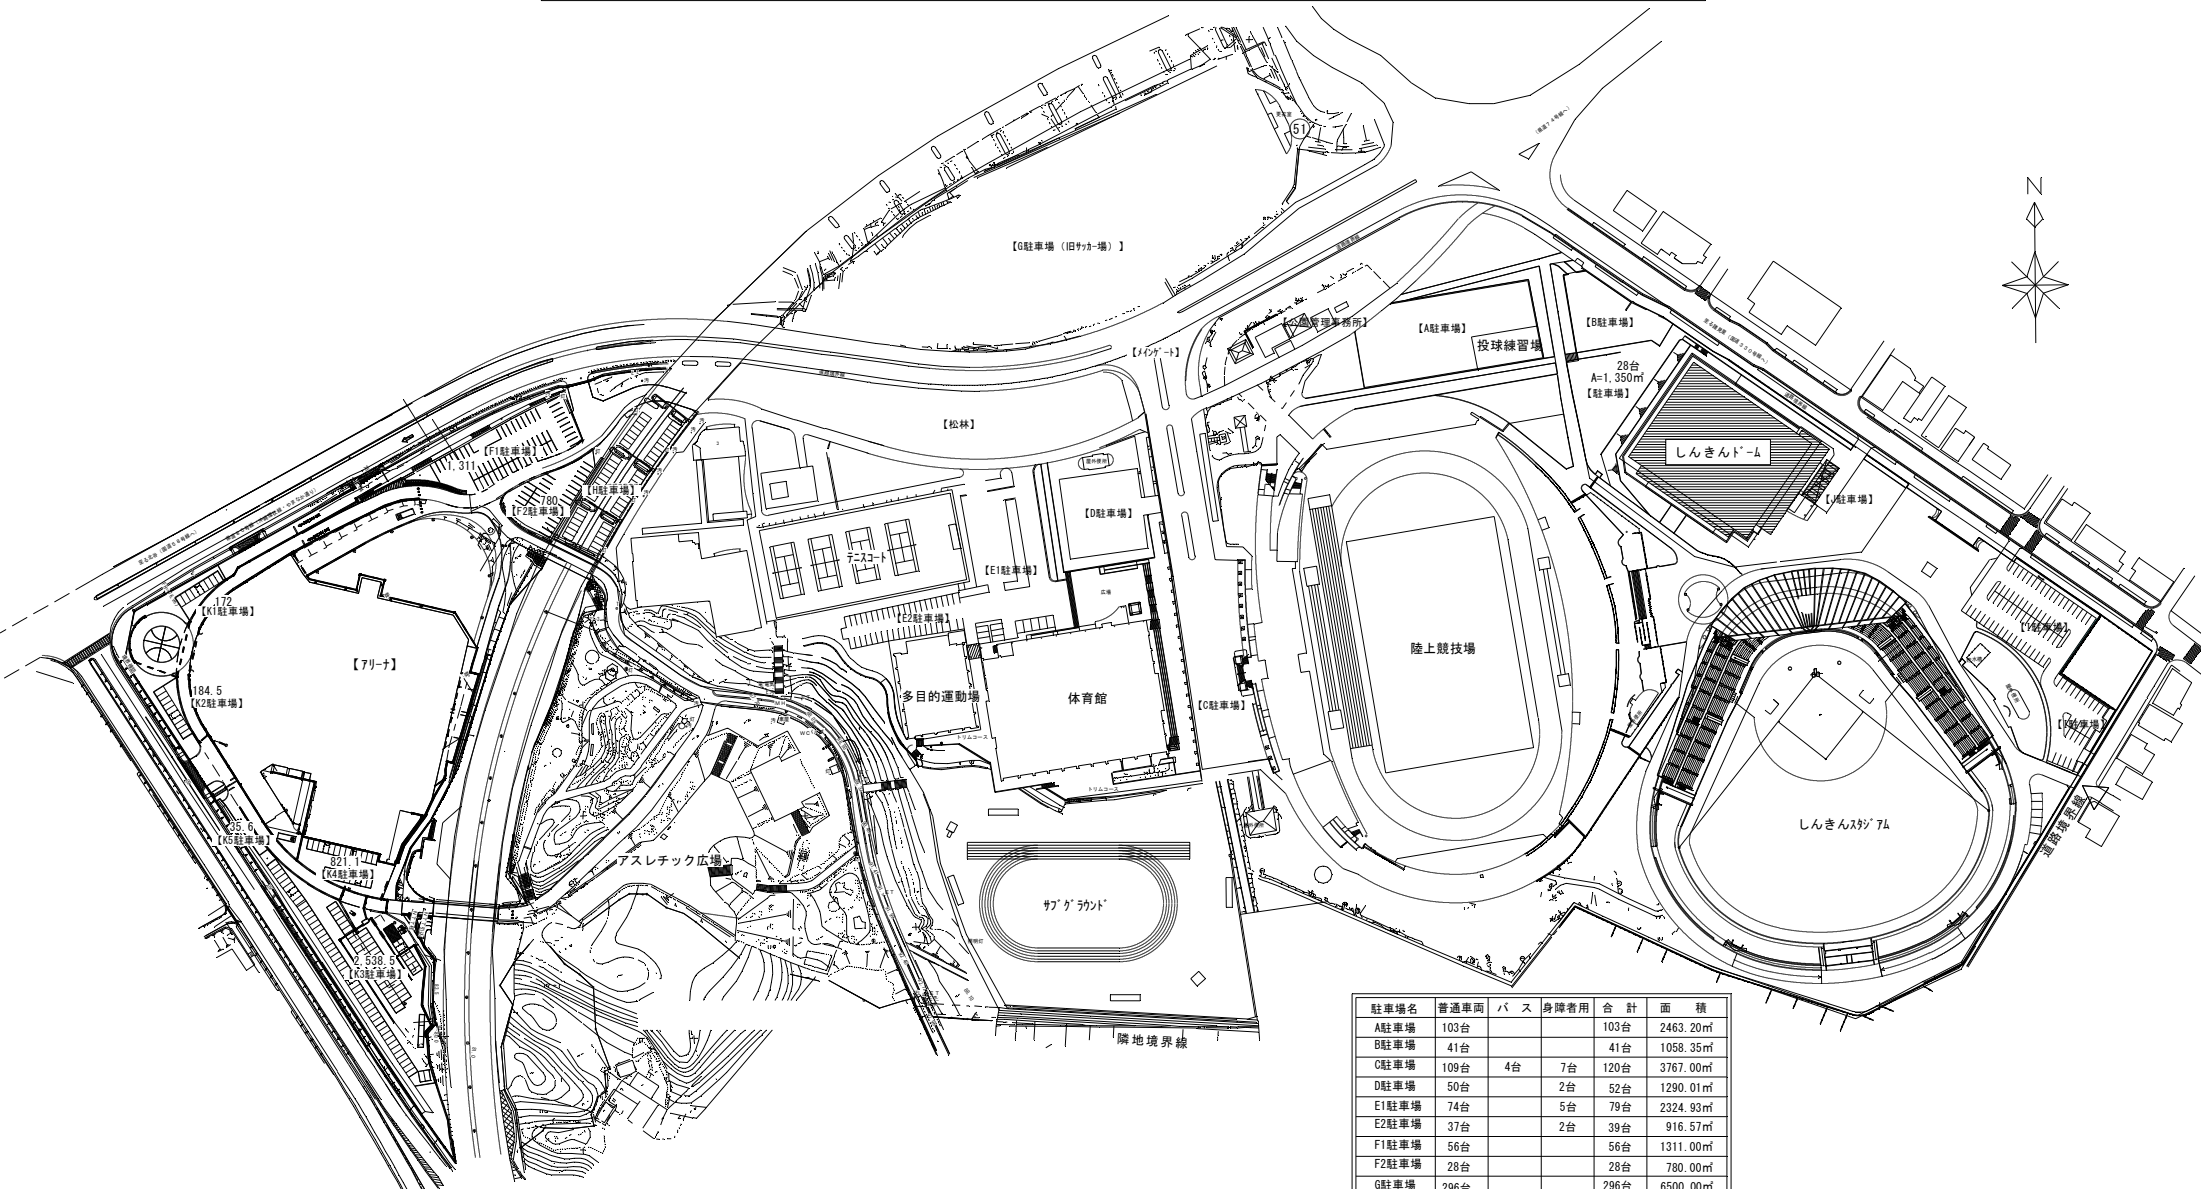 51
N
【G駐車場（旧ｻｯｶｰ場）】
【公園管理事務所】
【A駐車場】
【B駐車場】
投球練習場
【ﾒｲﾝｹﾞｰﾄ】
28台
A=1,350㎡
【駐車場】
【松林】
しんきんﾄﾞｰﾑ
【F1駐車場】
1,311
【H駐車場】
780
【F2駐車場】
【D駐車場】
【J駐車場】
ﾃﾆｽｺｰﾄ
【E1駐車場】
広場
172
【K1駐車場】
【E2駐車場】
【I駐車場】
【アリーナ】
陸上競技場
184.5
【K2駐車場】
多目的運動場
体育館
【C駐車場】
トリムコース
トリムコース
35.6
【K5駐車場】
821.1
【K4駐車場】
アスレチック広場
しんきんｽﾀｼﾞｱﾑ
道路境界線
ｻﾌﾞｸﾞﾗｳﾝﾄﾞ
2,538.5
【K3駐車場】
隣地境界線
駐車場名 普通車両 バ ス 身障者用 合 計 面 積
A駐車場 103台 103台 2463.20㎡
B駐車場 41台 41台 1058.35㎡
C駐車場 109台 4台 7台 120台 3767.00㎡
D駐車場 50台 2台 52台 1290.01㎡
E1駐車場 74台 5台 79台 2324.93㎡
E2駐車場 37台 2台 39台 916.57㎡
F1駐車場 56台 56台 1311.00㎡
F2駐車場 28台 28台 780.00㎡
G駐車場 296台 296台 6500.00㎡